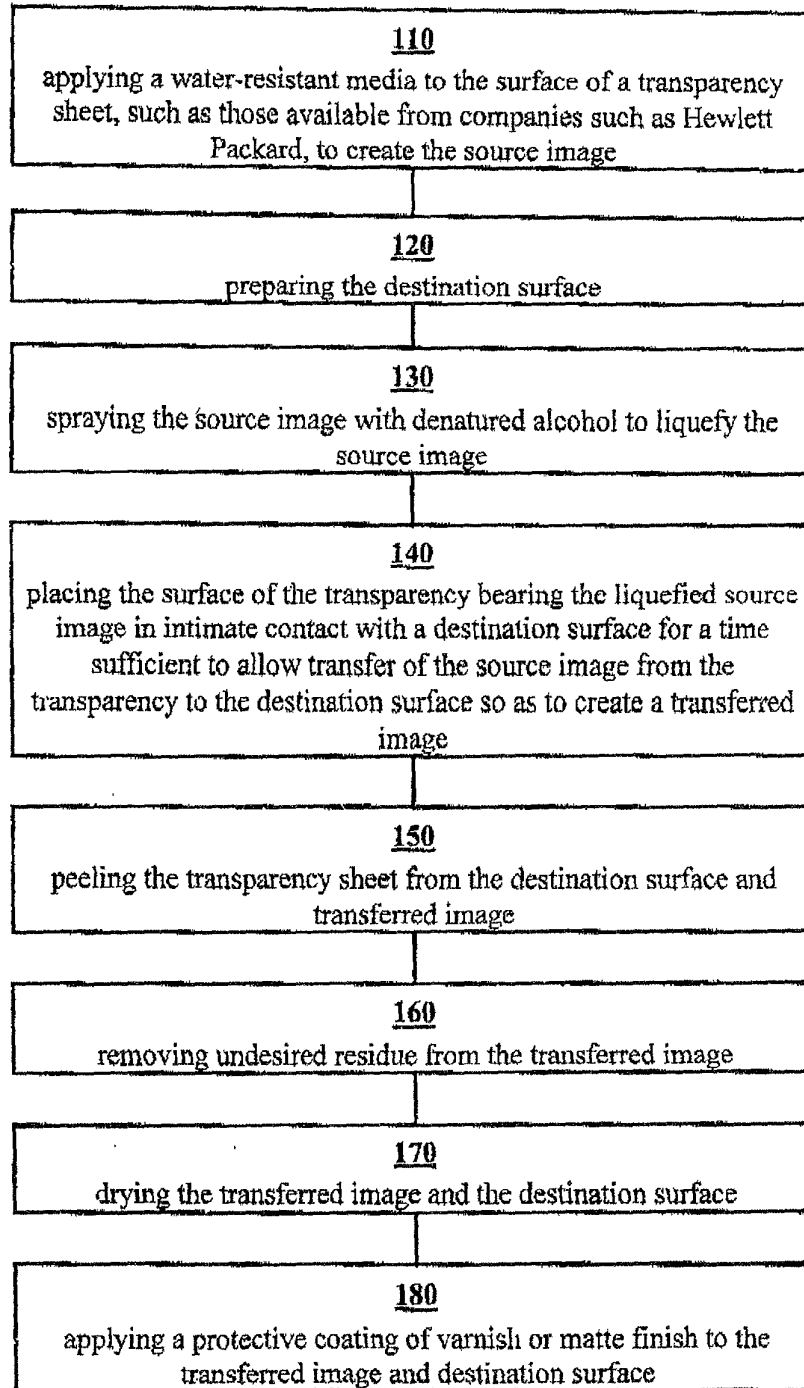 110
applying a water-resistant media to the surface of a transparency
sheet, such as those available from companies such as Hewlett
Packard, to create the source image
120
preparing the destination surface
130
spraying the source image with denatured alcohol to liquefy the
source image
140
placing the surface of the transparency bearing the liquefied source
image in intimate contact with a destination surface for a time
sufficient to allow transfer of the source image from the
transparency to the destination surface so as to create a transferred
image
150
peeling the transparency sheet from the destination surface and
transferred image
160
removing undesired residue from the transferred image
170
drying the transferred image and the destination surface
180
applying a protective coating of varnish or matte finish to the
transferred image and destination surface